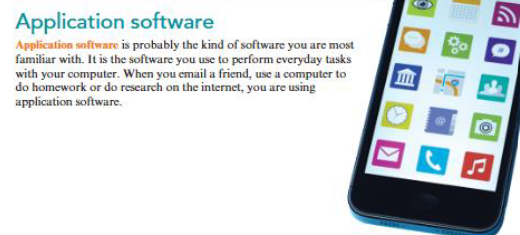 Application software
Application software is probably the kind of software you are most
familiar with. It is the software you use to perform everyday tasks
with your computer. When you email a friend, use a computer to
do homework or do research on the internet, you are using
application software.